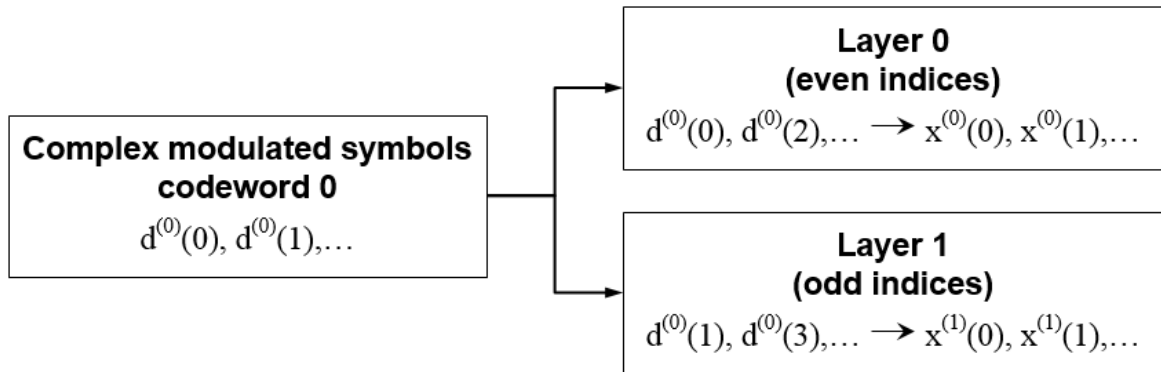 Complex modulated symbols
codeword 0
d⁽⁰⁾(0), d⁽⁰⁾(1),…
Layer 0
(even indices)
d⁽⁰⁾(0), d⁽⁰⁾(2),… → x⁽⁰⁾(0), x⁽⁰⁾(1),…
Layer 1
(odd indices)
d⁽⁰⁾(1), d⁽⁰⁾(3),… → x⁽¹⁾(0), x⁽¹⁾(1),…